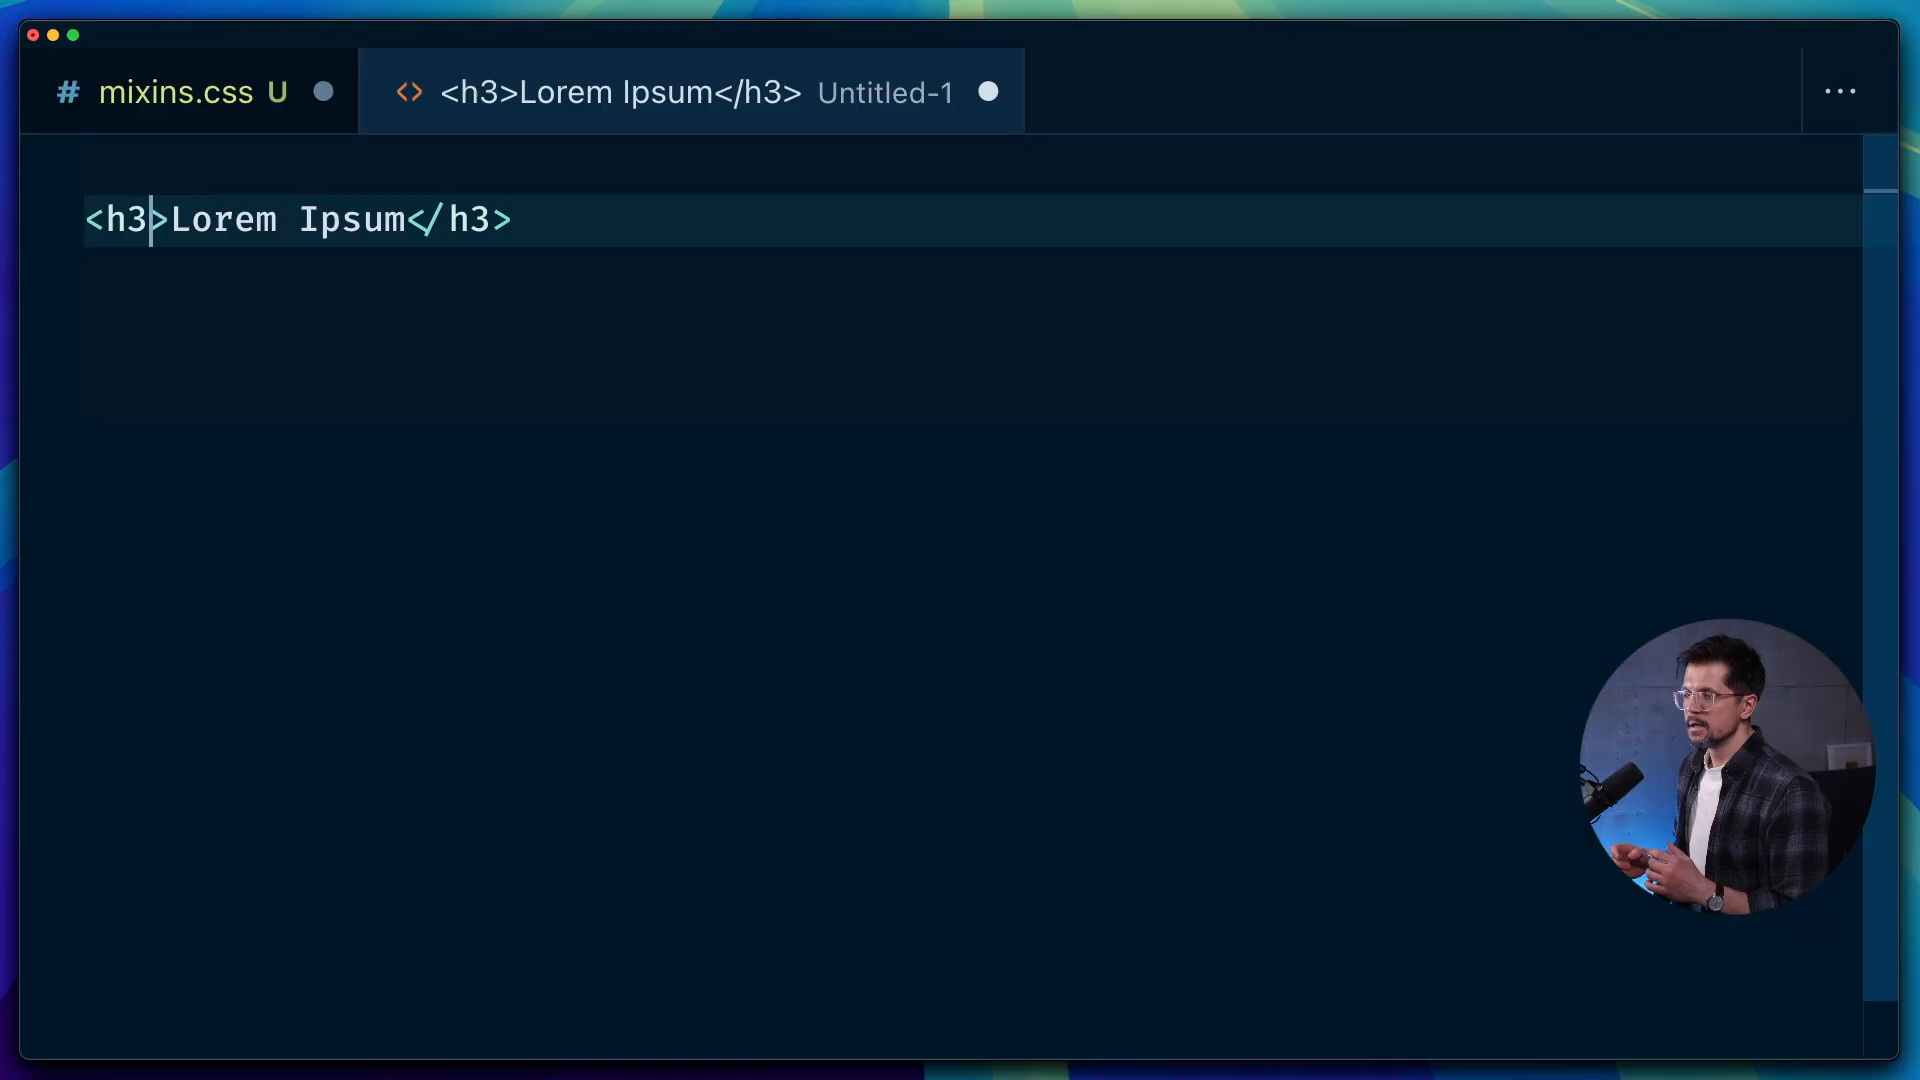 # mixins.css U
<> <h3>Lorem Ipsum</h3> Untitled-1
<h3>Lorem Ipsum</h3>